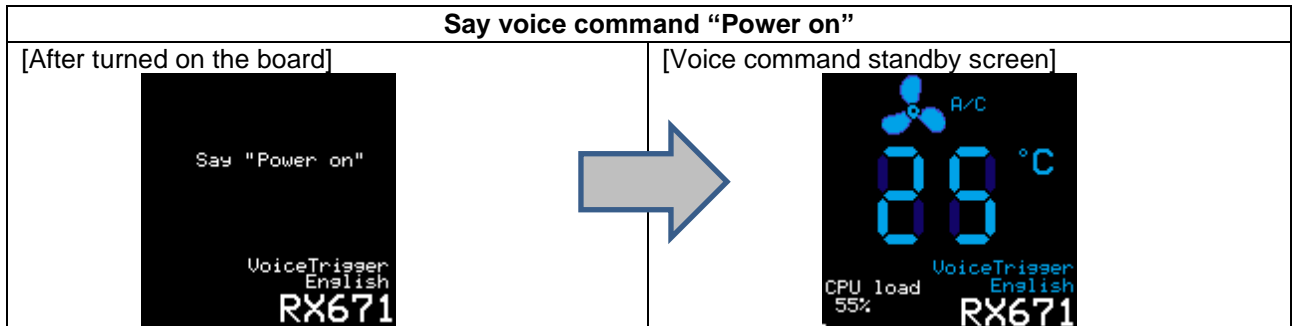 Say voice command “Power on”
[After turned on the board]
Say "Power on"
VoiceTrigger
English
RX671
[Voice command standby screen]
A/C
25 °C
VoiceTrigger
English
CPU load
55%
RX671